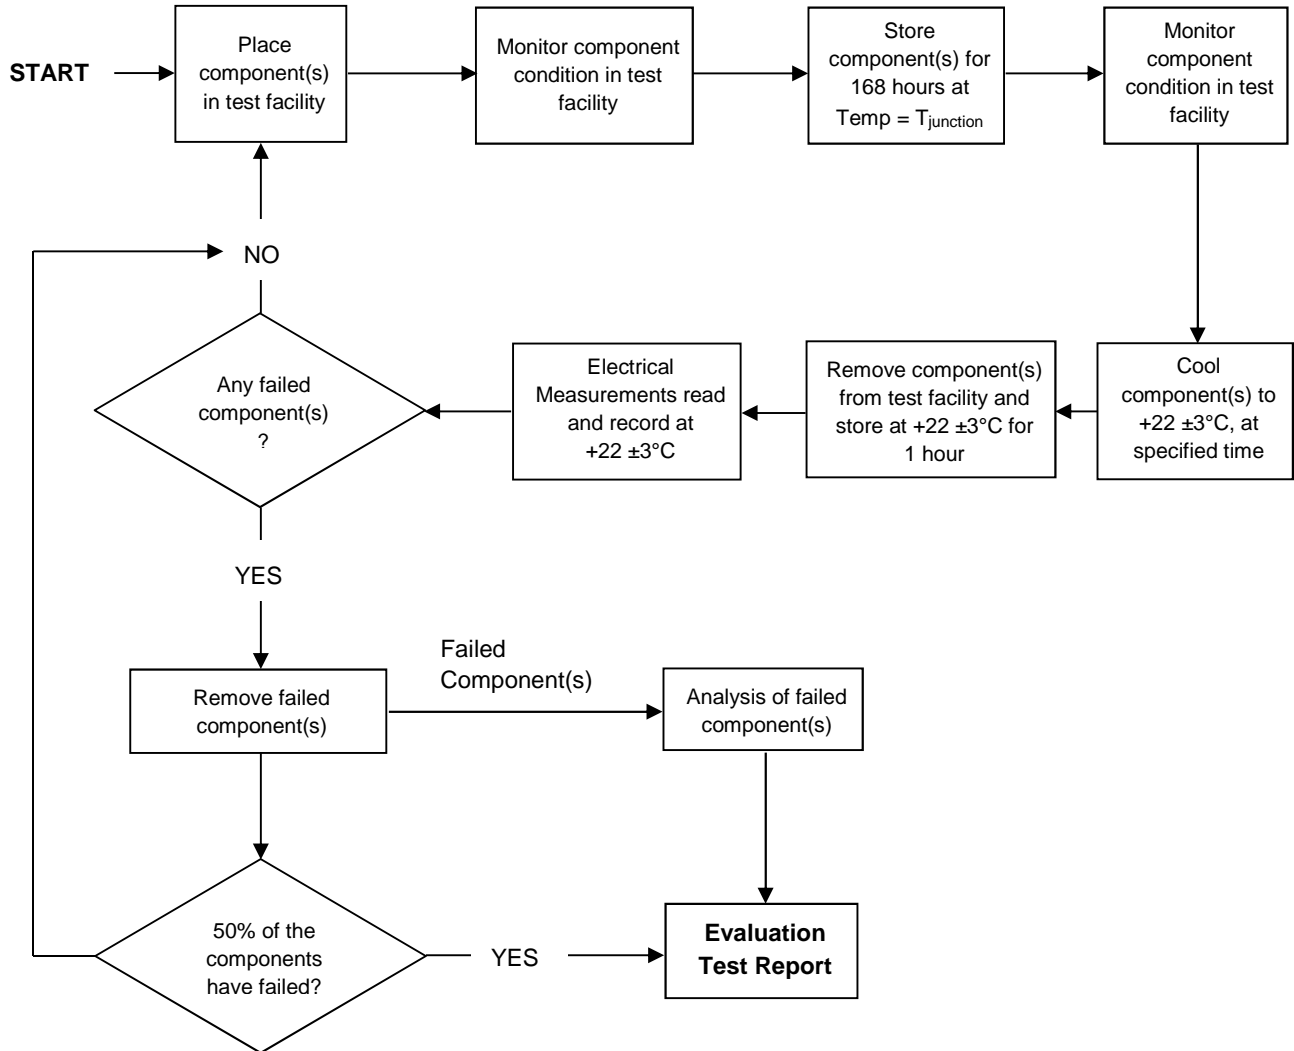 START
Place
component(s)
in test facility
Monitor component
condition in test
facility
Store
component(s) for
168 hours at
Temp = Tjunction
Monitor
component
condition in test
facility
NO
Any failed
component(s)
?
Electrical
Measurements read
and record at
+22 ±3°C
Remove component(s)
from test facility and
store at +22 ±3°C for
1 hour
Cool
component(s) to
+22 ±3°C, at
specified time
YES
Remove failed
component(s)
Failed
Component(s)
Analysis of failed
component(s)
50% of the
components
have failed?
YES
Evaluation
Test Report